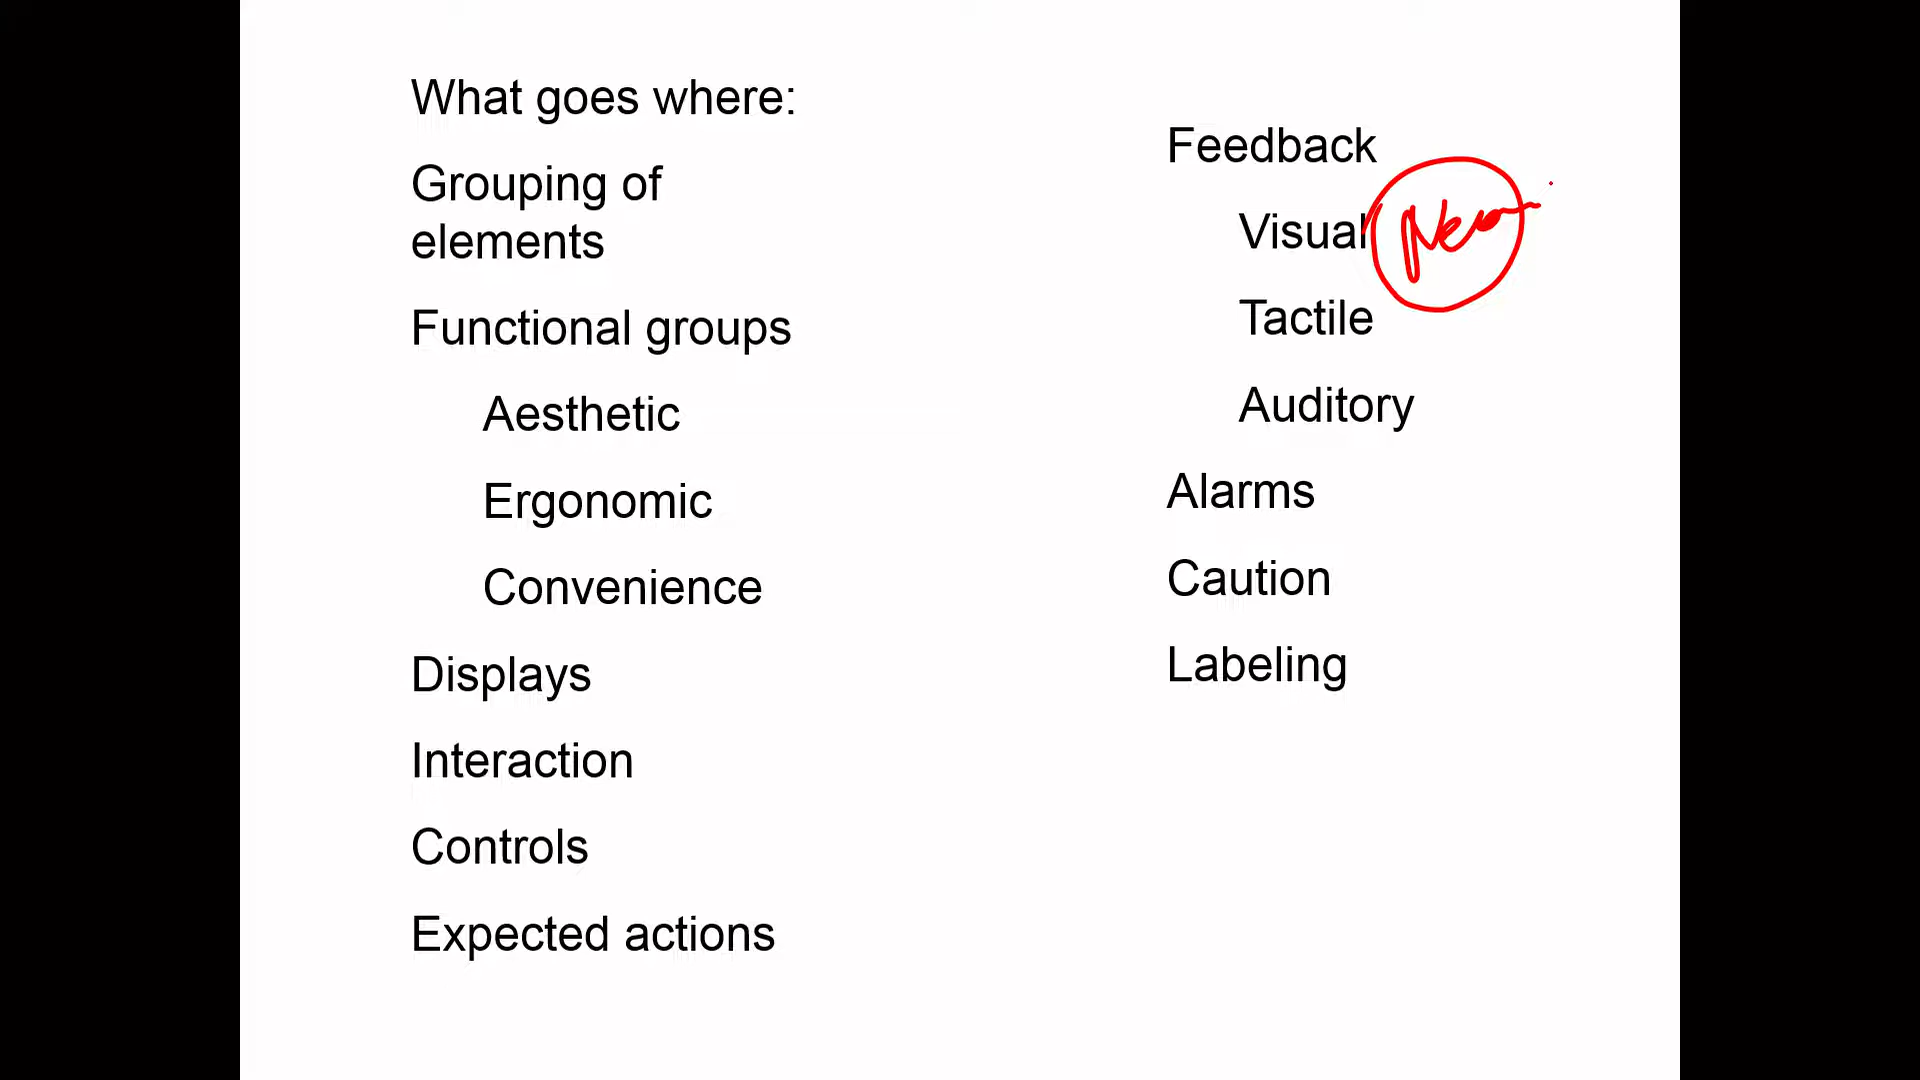 What goes where:
Grouping of
elements
Functional groups
Aesthetic
Ergonomic
Convenience
Displays
Interaction
Controls
Expected actions
Feedback
Visual
Tactile
Auditory
Alarms
Caution
Labeling